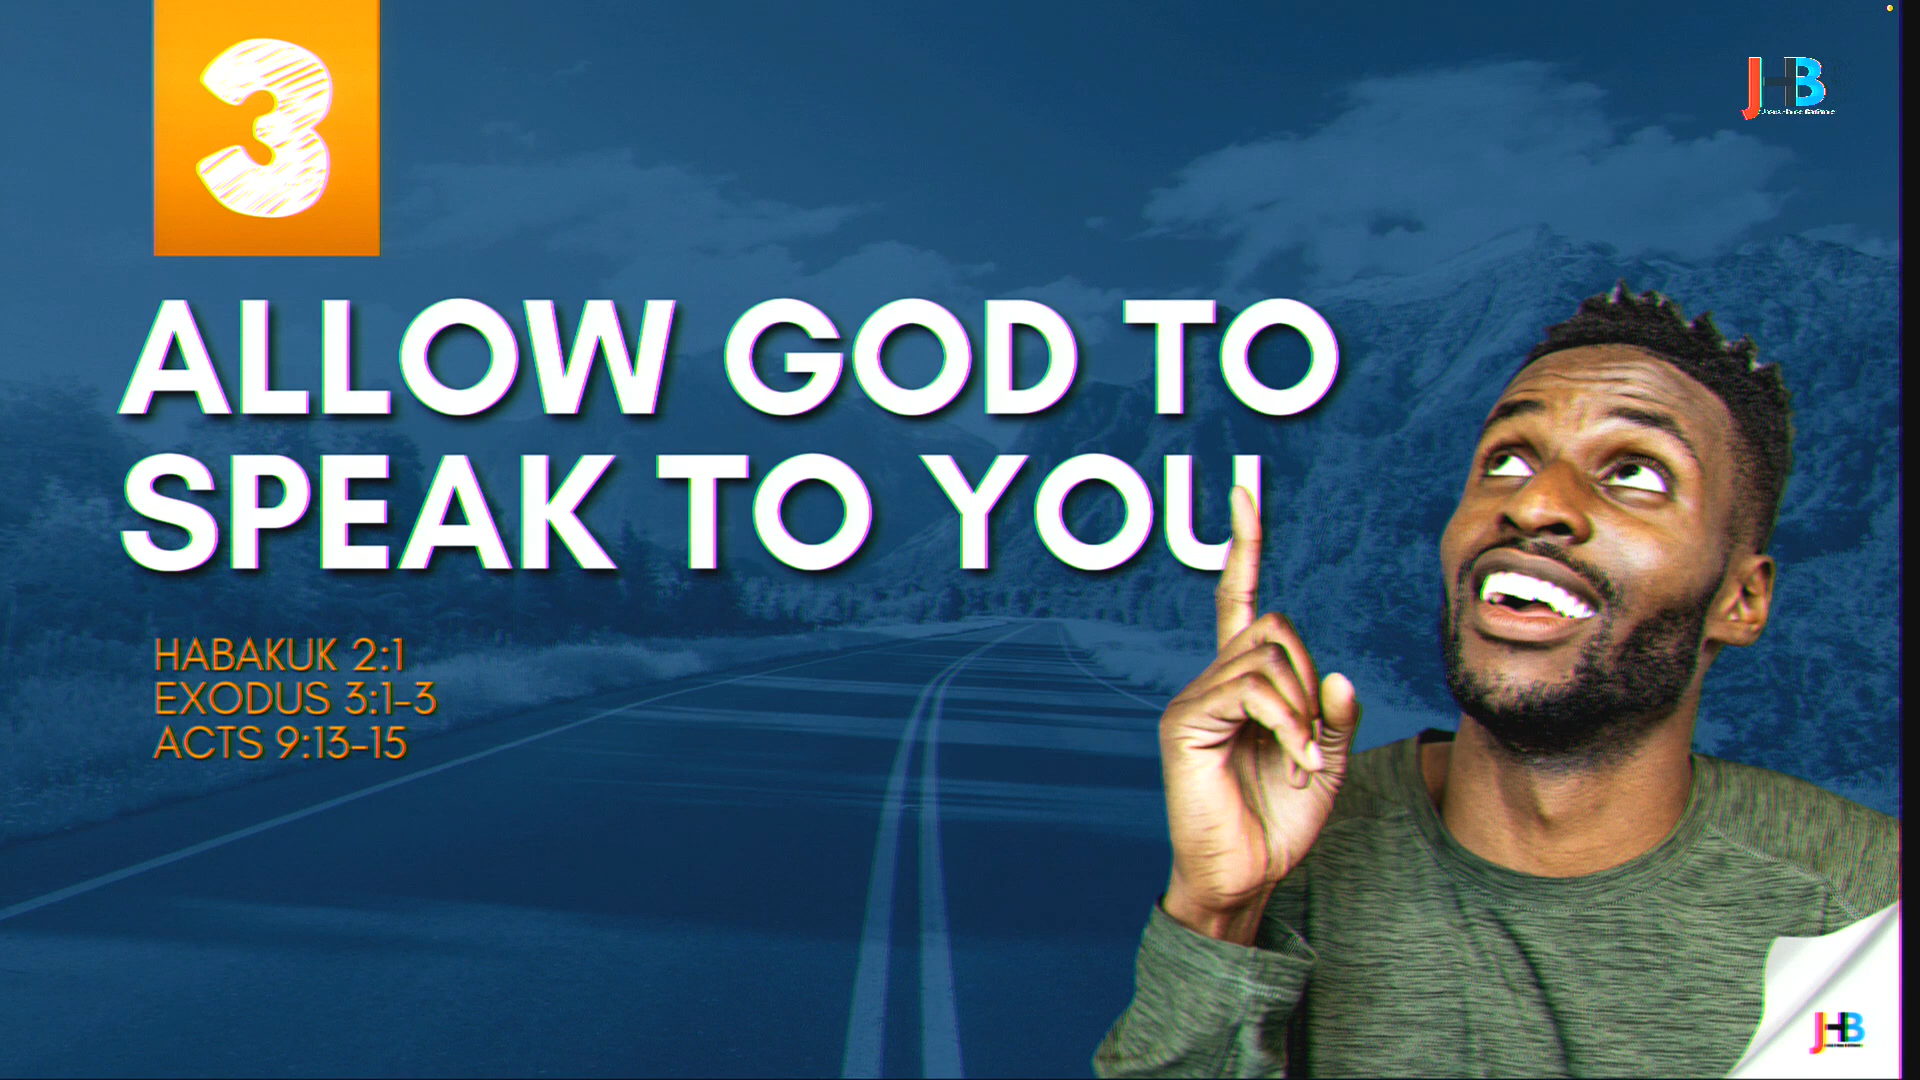 3
JHB
ALLOW GOD TO
SPEAK TO YOU
HABAKUK 2:1
EXODUS 3:1-3
ACTS 9:13-15
JHB